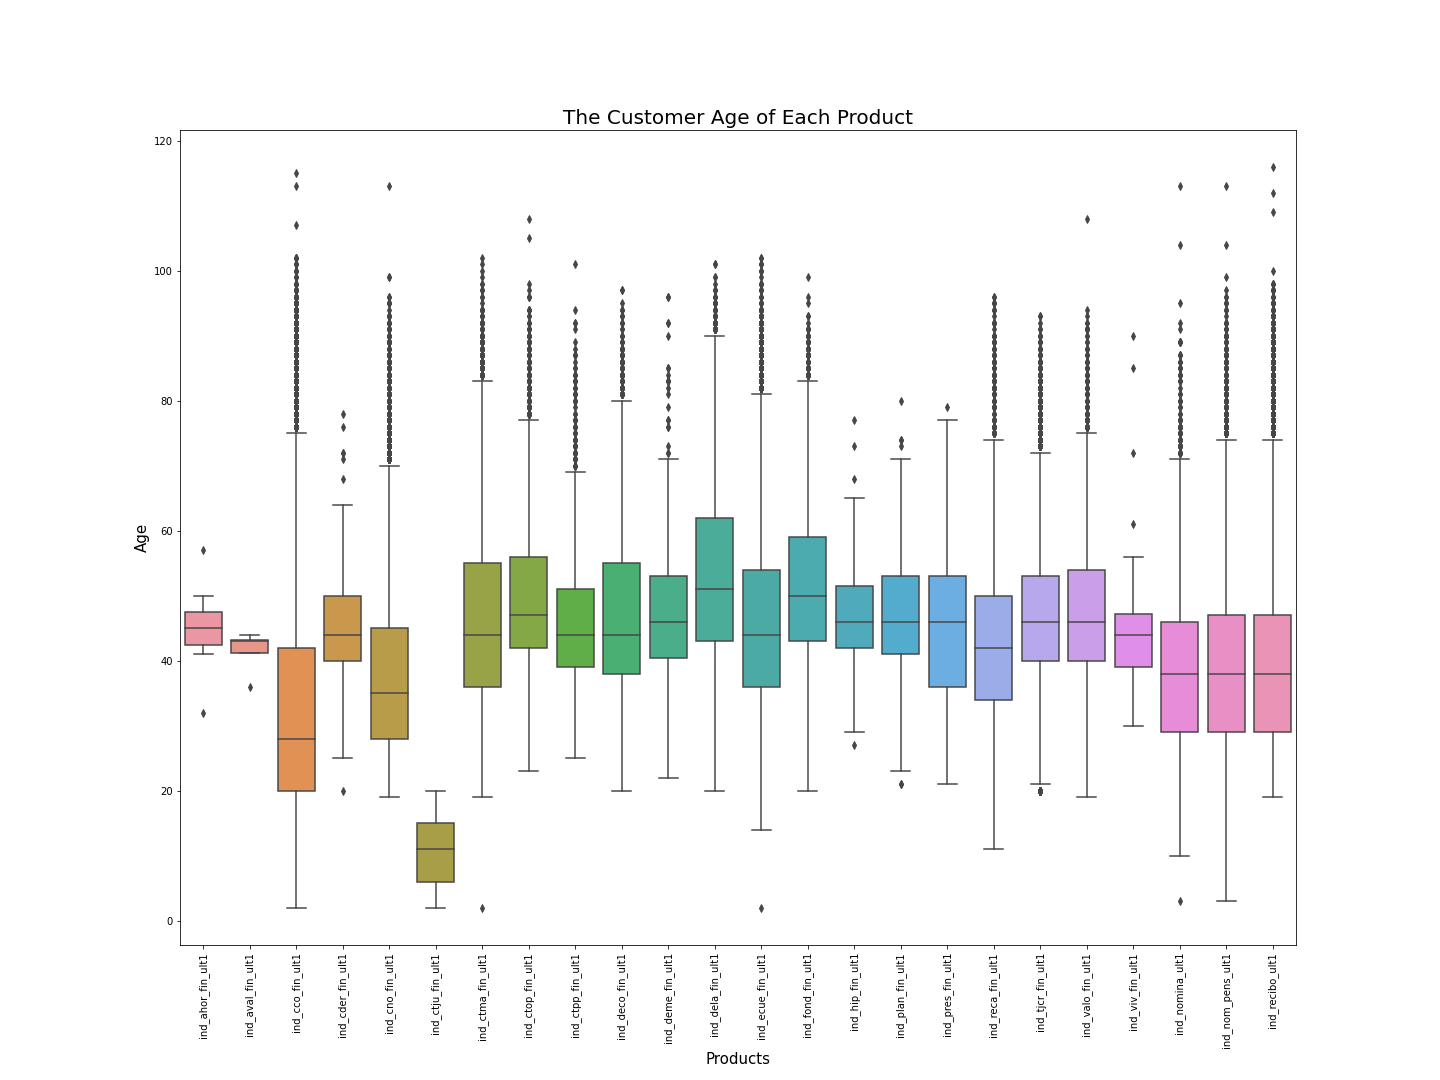 The Customer Age of Each Product
120
100
80
60
40
20
0
Age
ind_ahor_fin_ult1
ind_aval_fin_ult1
ind_cco_fin_ult1
ind_cder_fin_ult1
ind_cno_fin_ult1
ind_ctju_fin_ult1
ind_ctma_fin_ult1
ind_ctop_fin_ult1
ind_ctpp_fin_ult1
ind_deco_fin_ult1
ind_deme_fin_ult1
ind_dela_fin_ult1
ind_ecue_fin_ult1
ind_fond_fin_ult1
ind_hip_fin_ult1
ind_plan_fin_ult1
ind_pres_fin_ult1
ind_reca_fin_ult1
ind_tjcr_fin_ult1
ind_valo_fin_ult1
ind_viv_fin_ult1
ind_nomina_ult1
ind_nom_pens_ult1
ind_recibo_ult1
Products